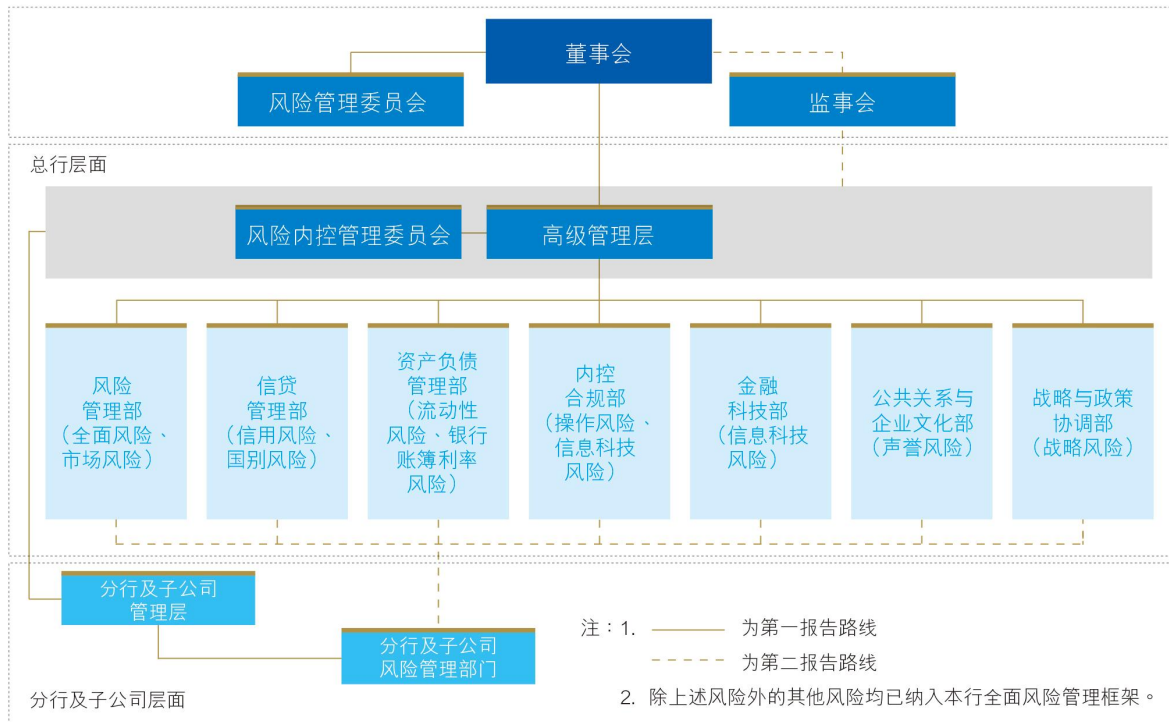 董事会
风险管理委员会
监事会
总行层面
风险内控管理委员会
高级管理层
风险
管理部
（全面风险、
市场风险）
信贷
管理部
（信用风险、
国别风险）
资产负债
管理部
（流动性
风险、银行
账簿利率
风险）
内控
合规部
（操作风险、
信息科技
风险）
金融
科技部
（信息科技
风险）
公共关系与
企业文化部
（声誉风险）
战略与政策
协调部
（战略风险）
分行及子公司
管理层
分行及子公司
风险管理部门
分行及子公司层面
注：1. 为第一报告路线
为第二报告路线
2. 除上述风险外的其他风险均已纳入本行全面风险管理框架。